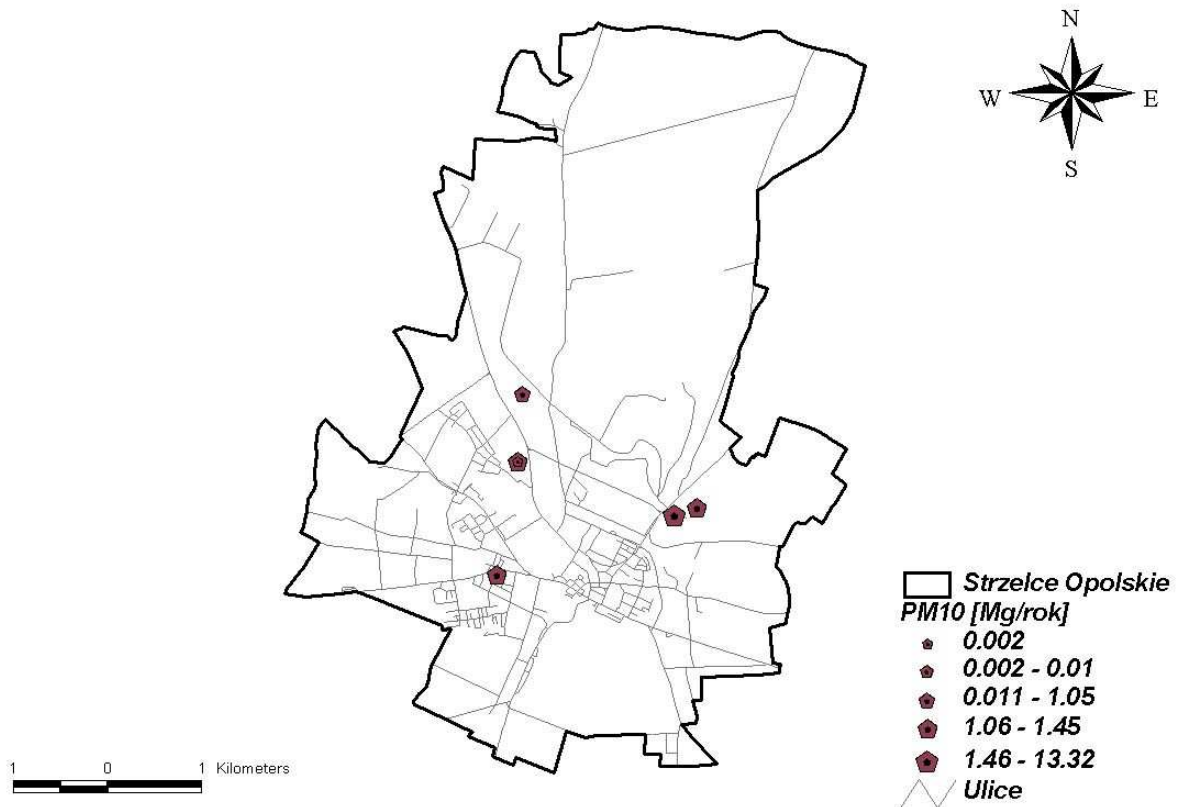 N
W E
S
Strzelce Opolskie
PM10 [Mg/rok]
0.002
0.002 - 0.01
0.011 - 1.05
1.06 - 1.45
1.46 - 13.32
Ulice
1 0 1 Kilometers